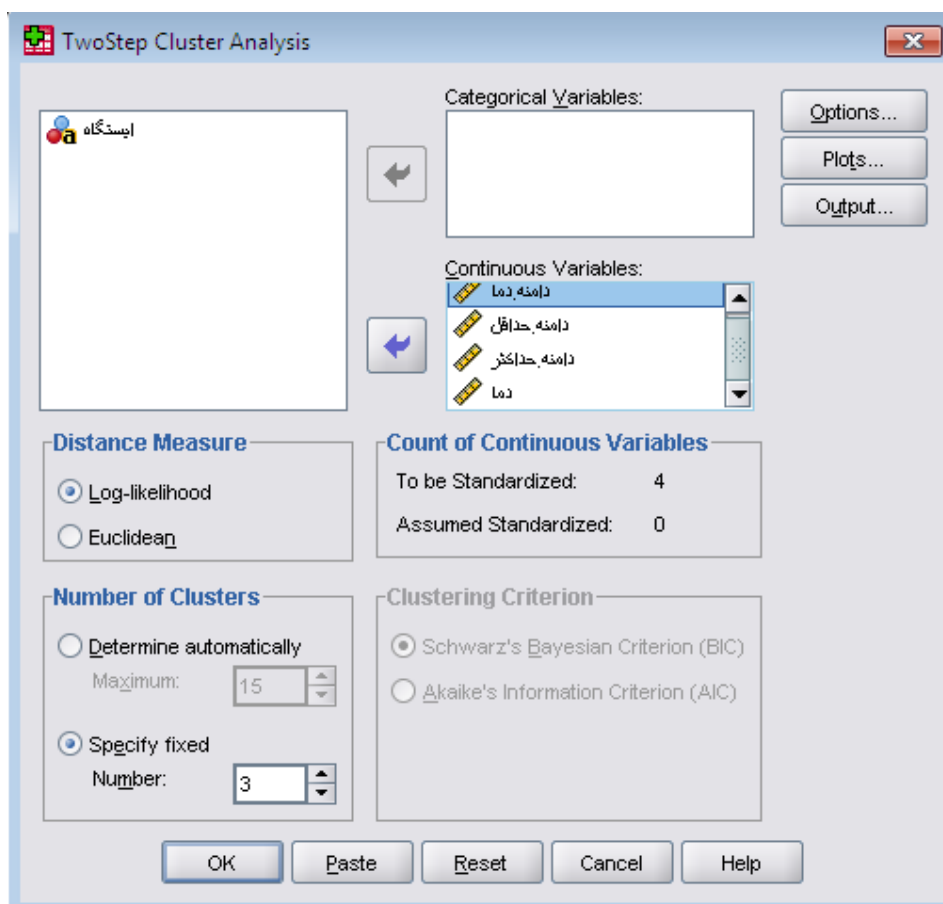 TwoStep Cluster Analysis
ایستگاه
Categorical Variables:
Options...
Plots...
Output...
Continuous Variables:
دامنه.دما
دامنه.حداقل
دامنه.حداکثر
دما
Distance Measure
Log-likelihood
Euclidean
Count of Continuous Variables
To be Standardized: 4
Assumed Standardized: 0
Number of Clusters
Determine automatically
Maximum: 15
Specify fixed
Number: 3
Clustering Criterion
Schwarz's Bayesian Criterion (BIC)
Akaike's Information Criterion (AIC)
OK Paste Reset Cancel Help